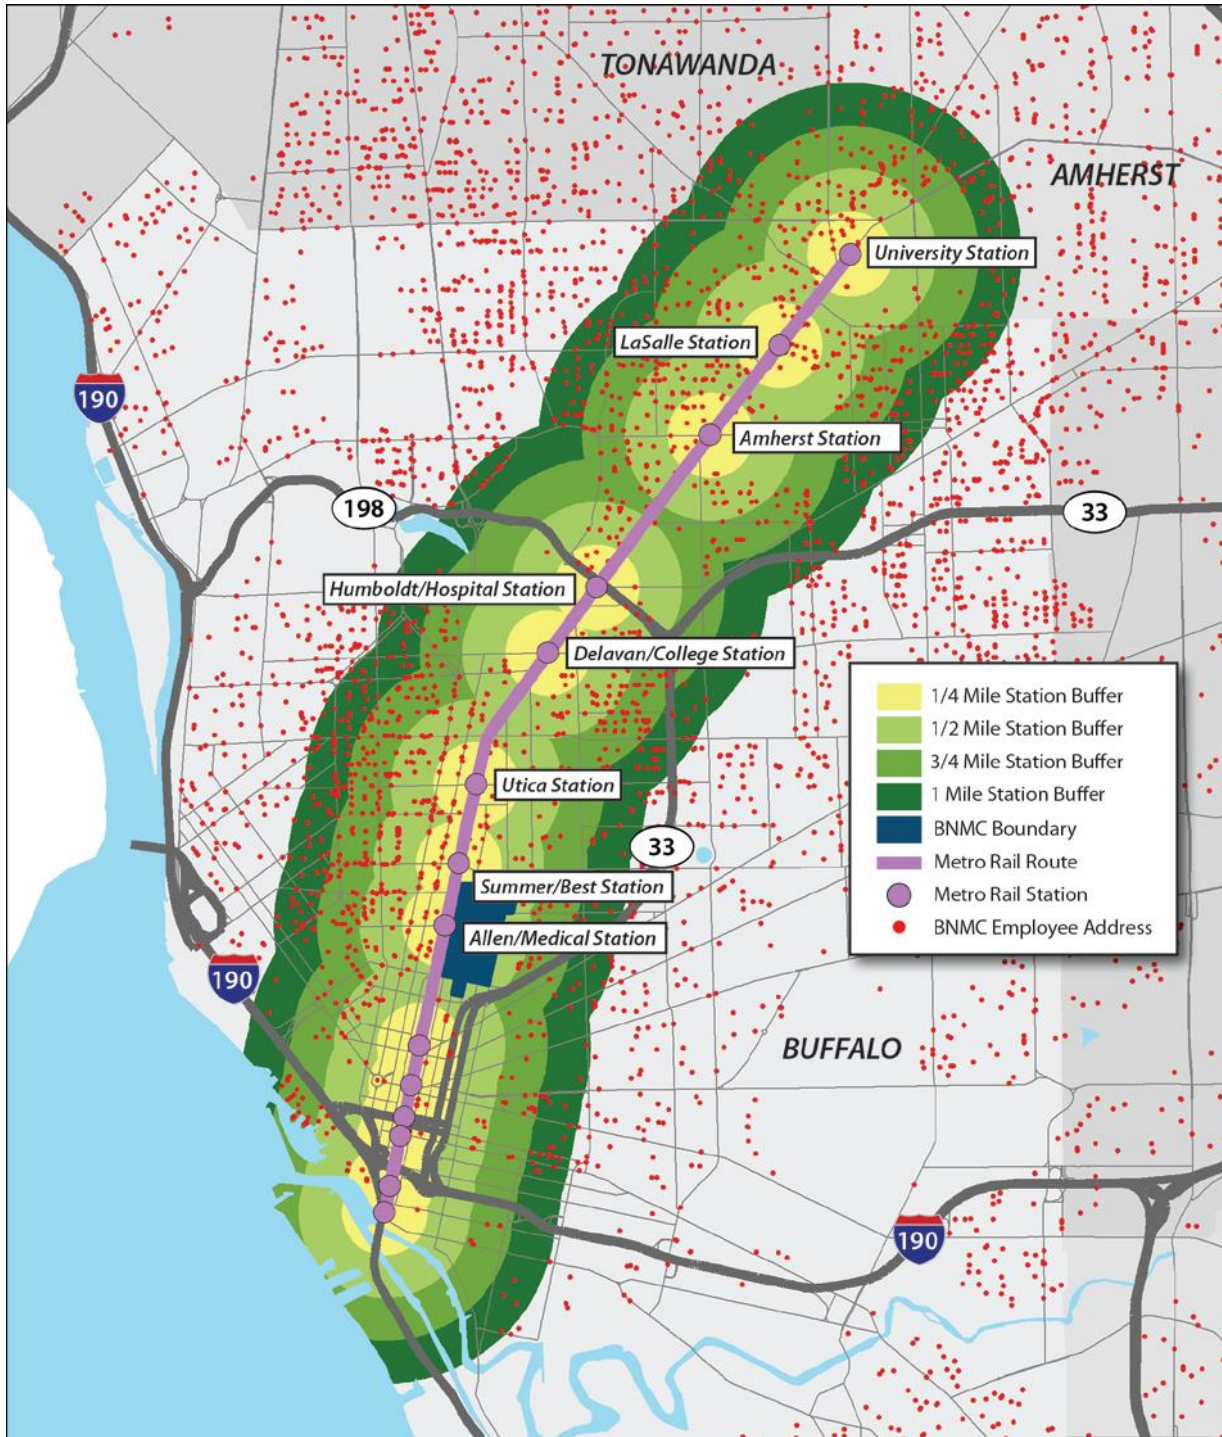 TONAWANDA
AMHERST
University Station
LaSalle Station
190
Amherst Station
198
33
Humboldt/Hospital Station
Delavan/College Station
1/4 Mile Station Buffer
1/2 Mile Station Buffer
3/4 Mile Station Buffer
1 Mile Station Buffer
BNMC Boundary
Metro Rail Route
Metro Rail Station
BNMC Employee Address
Utica Station
33
Summer/Best Station
Allen/Medical Station
190
BUFFALO
190